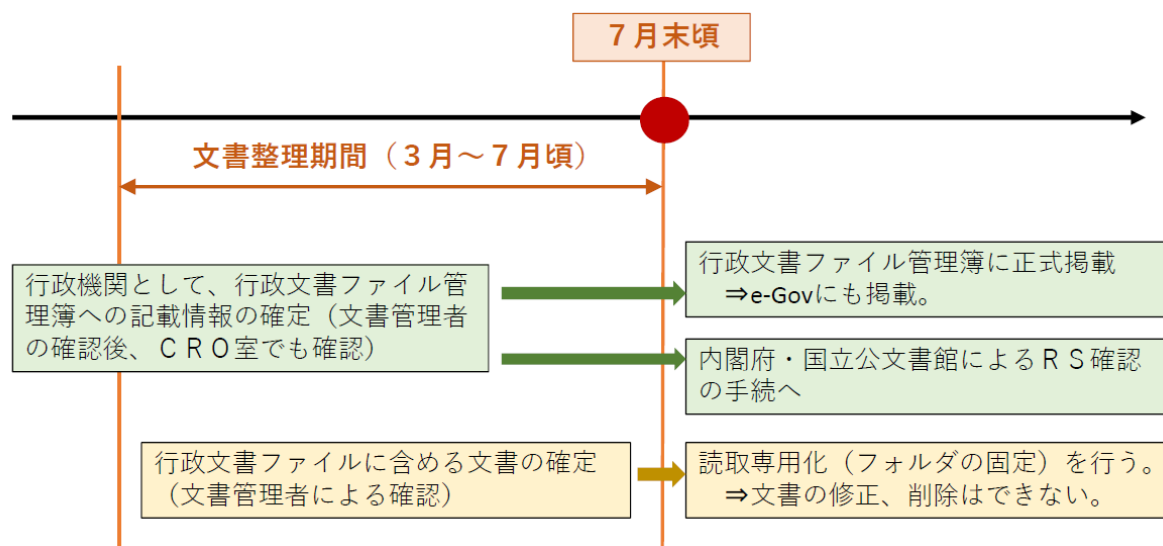 ７月末頃
文書整理期間（３月～７月頃）
行政機関として、行政文書ファイル管
理簿への記載情報の確定（文書管理者
の確認後、ＣＲＯ室でも確認）
行政文書ファイル管理簿に正式掲載
⇒e-Govにも掲載。
内閣府・国立公文書館によるＲＳ確認
の手続へ
行政文書ファイルに含める文書の確定
（文書管理者による確認）
読取専用化（フォルダの固定）を行う。
⇒文書の修正、削除はできない。